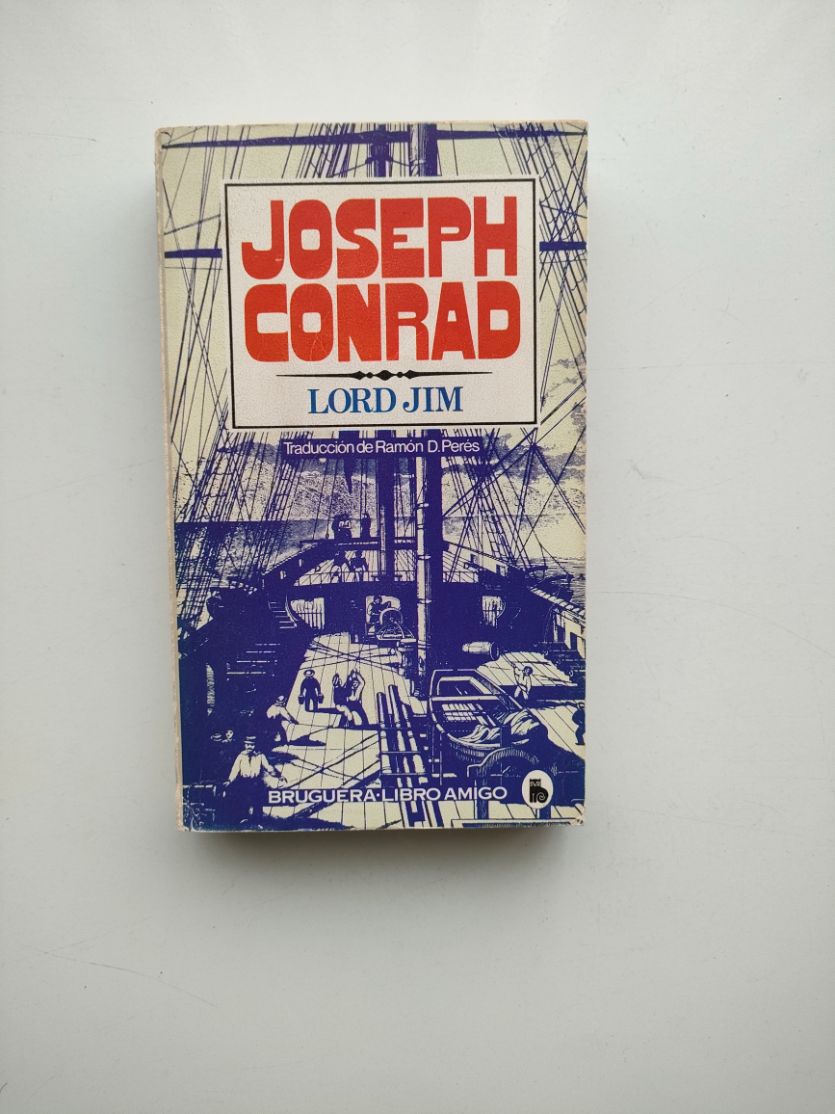 JOSEPH
CONRAD
LORD JIM
Traducción de Ramón D. Perés
BRUGUERA·LIBRO AMIGO